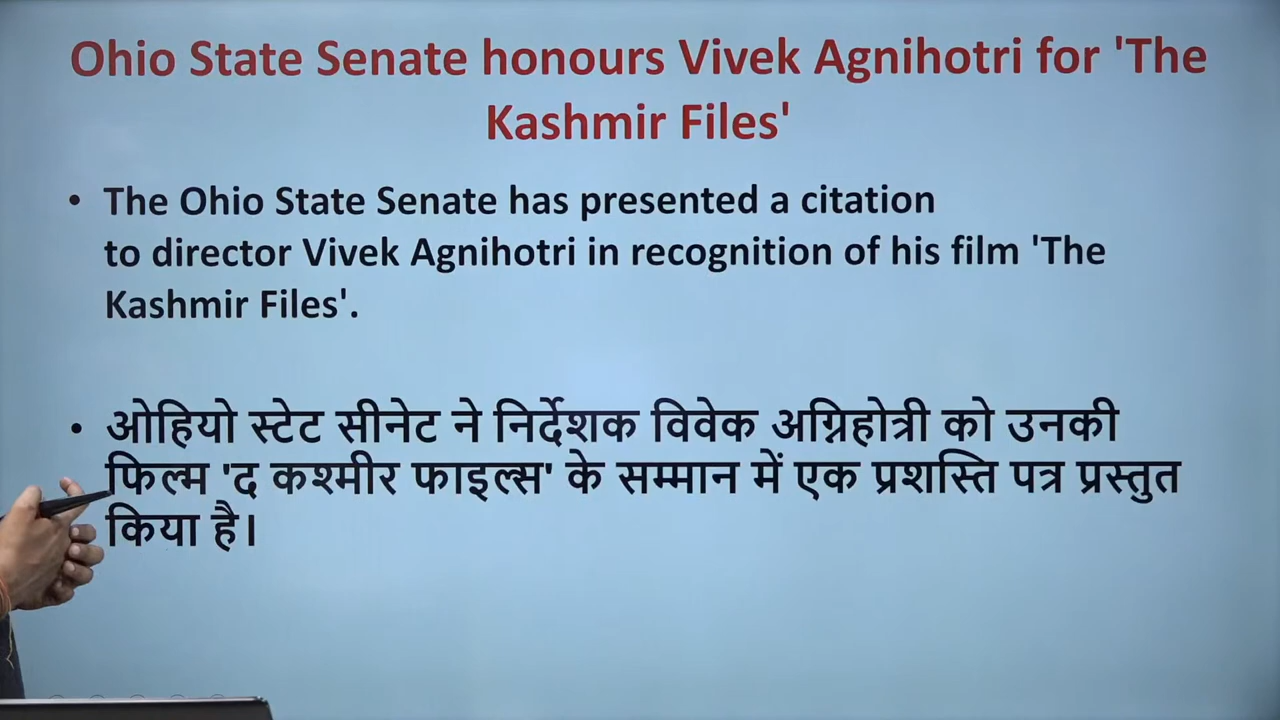 Ohio State Senate honours Vivek Agnihotri for 'The
Kashmir Files'
• The Ohio State Senate has presented a citation
to director Vivek Agnihotri in recognition of his film 'The
Kashmir Files'.
• ओहियो स्टेट सीनेट ने निर्देशक विवेक अग्निहोत्री को उनकी
फिल्म 'द कश्मीर फाइल्स' के सम्मान में एक प्रशस्ति पत्र प्रस्तुत
किया है।